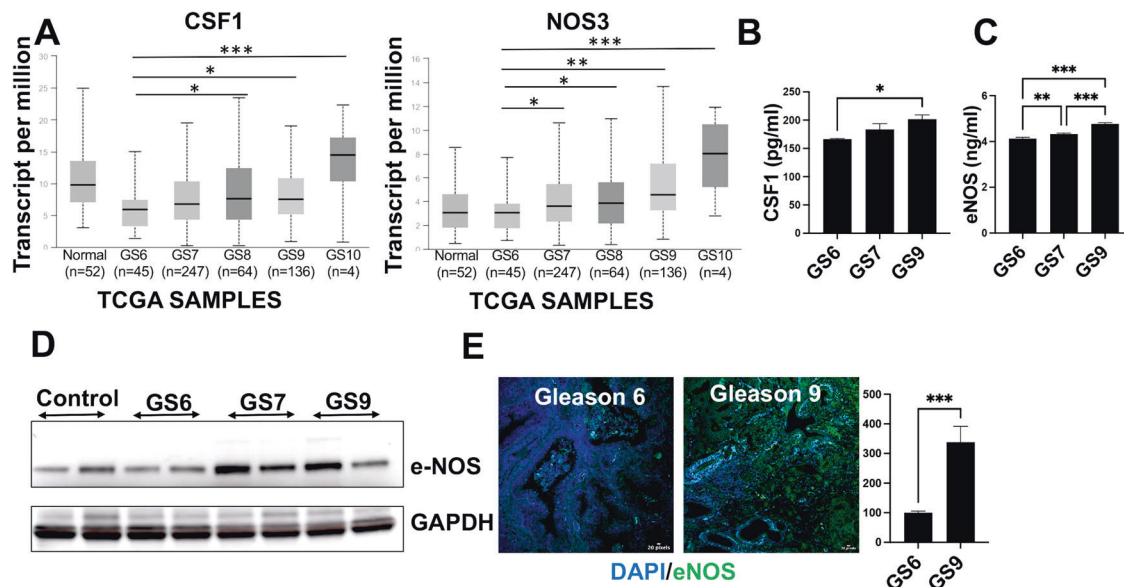 A
CSF1
***
*
*
Transcript per million
30
25
20
15
10
5
0
Normal GS6 GS7 GS8 GS9 GS10
(n=52) (n=45) (n=247) (n=64) (n=136) (n=4)
TCGA SAMPLES
NOS3
***
**
*
*
Transcript per million
16
14
12
10
8
6
4
2
0
Normal GS6 GS7 GS8 GS9 GS10
(n=52) (n=45) (n=247) (n=64) (n=136) (n=4)
TCGA SAMPLES
B
*
CSF1 (pg/ml)
250
200
150
100
50
0
GS6 GS7 GS9
C
***
** ***
eNOS (ng/ml)
6
4
2
0
GS6 GS7 GS9
D
Control GS6 GS7 GS9
e-NOS
GAPDH
E
Gleason 6 Gleason 9
20 pixels 20 pixels
DAPI/eNOS
***
500
400
300
200
100
0
GS6 GS9